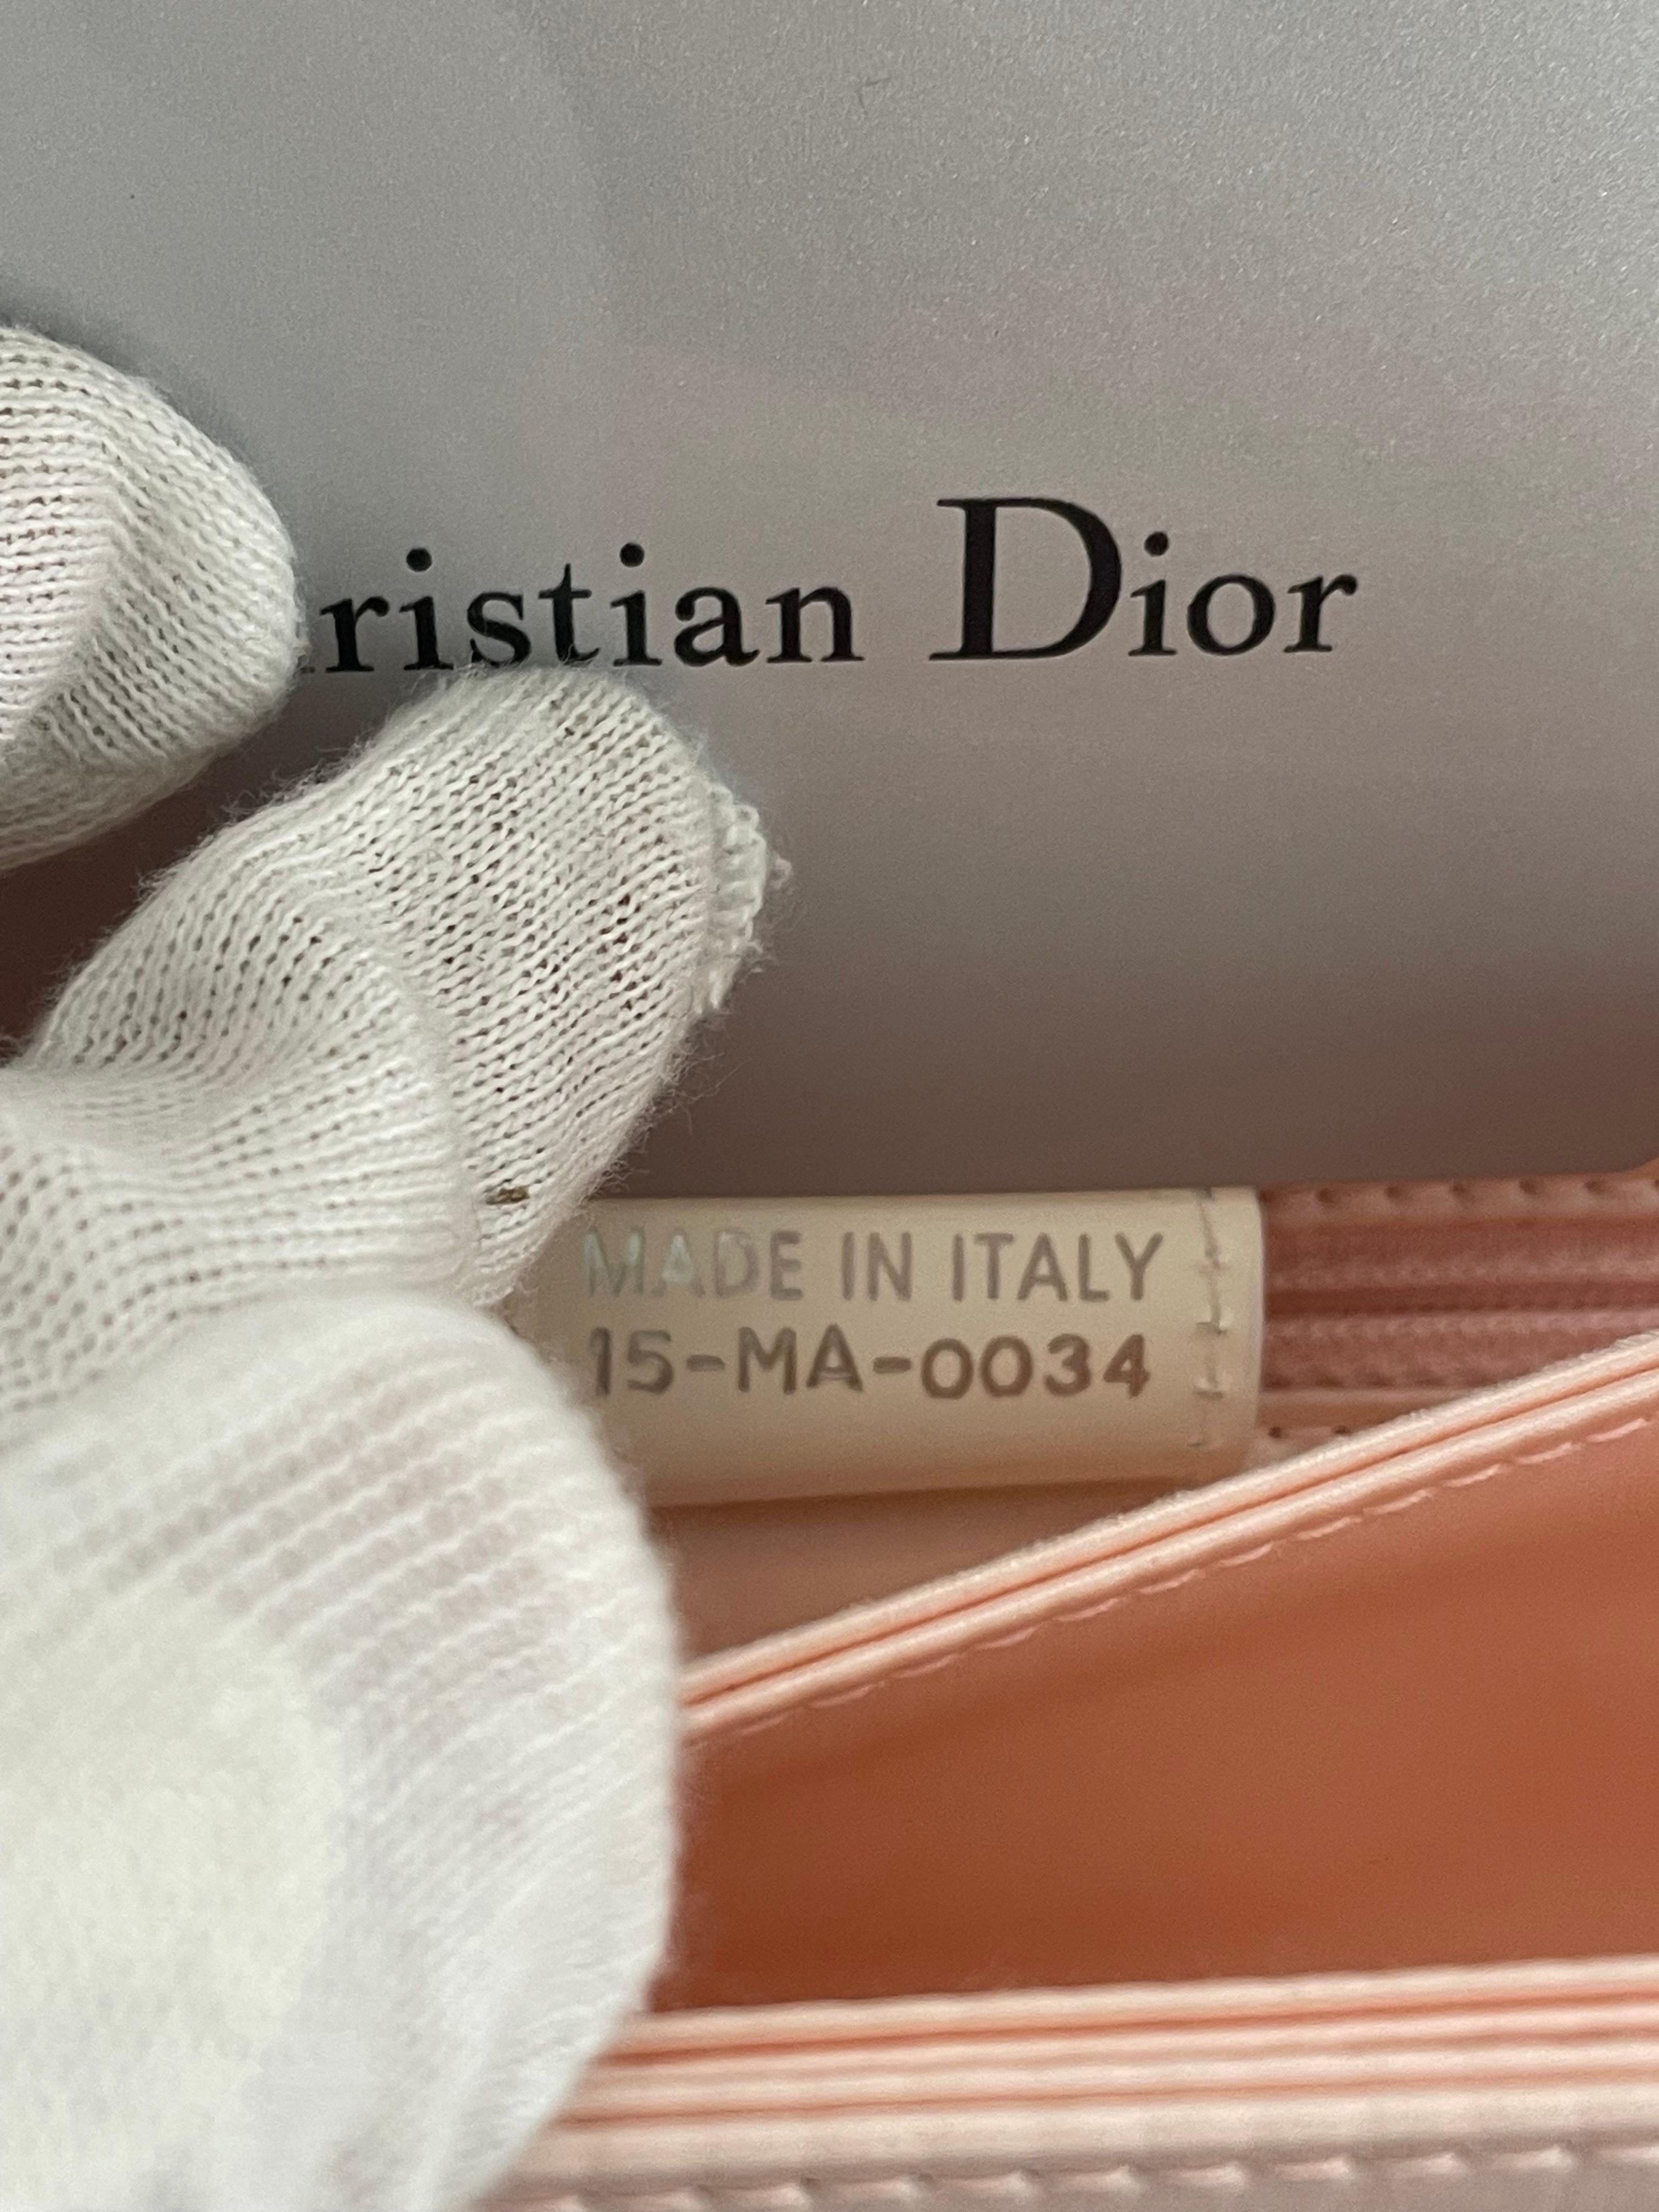 ristian Dior
MADE IN ITALY
15-MA-0034